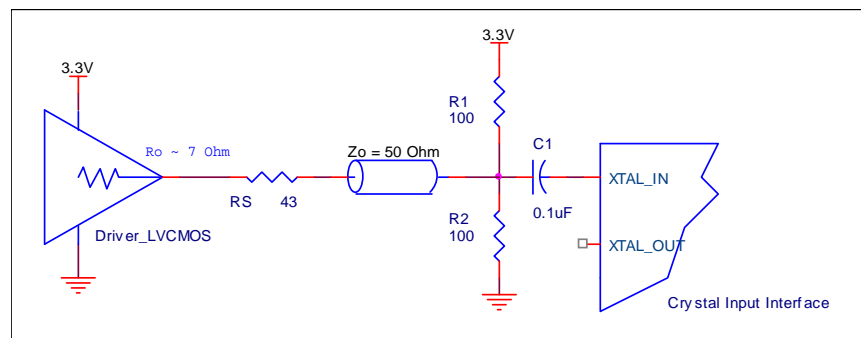 3.3V
3.3V
R1
100
Ro ~ 7 Ohm
Zo = 50 Ohm
C1
RS 43
0.1uF
XTAL_IN
R2
100
XTAL_OUT
Driver_LVCMOS
Crystal Input Interface